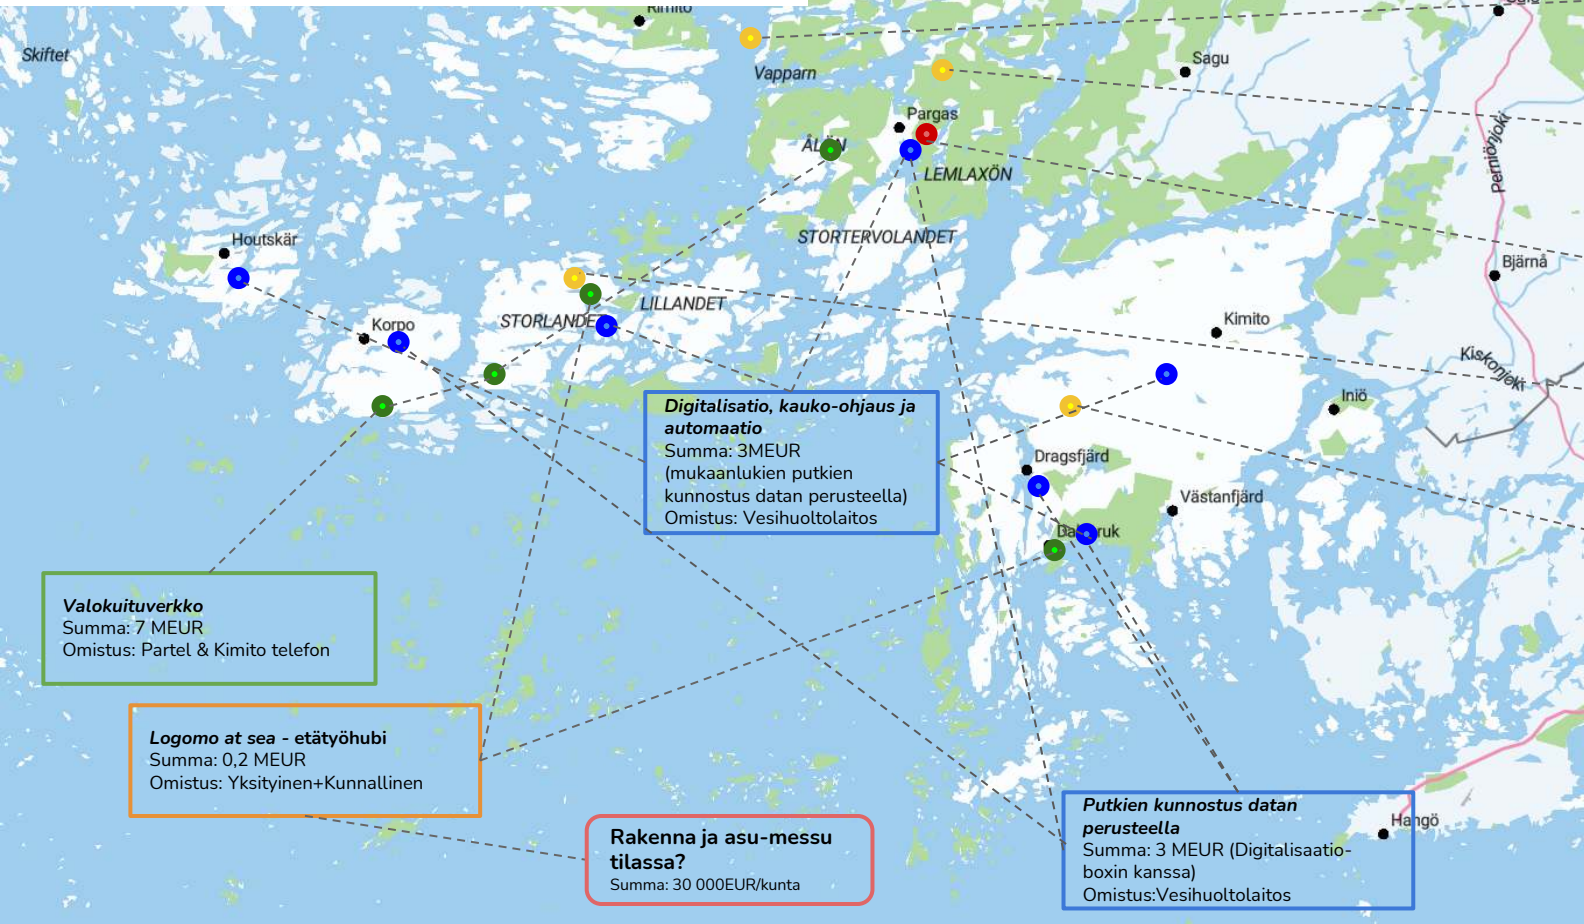 Rimito
Skiftet
Vapparn
Sagu
Pargas
ÅLÖN
LEMLAXÖN
Perniönjoki
STORTERVOLANDET
Houtskär
Bjärnå
LILLANDET
STORLANDET
Korpo
Kimito
Kiskonjoki
Iniö
Digitalisatio, kauko-ohjaus ja
automaatio
Summa: 3MEUR
(mukaanlukien putkien
kunnostus datan perusteella)
Omistus: Vesihuoltolaitos
Dragsfjärd
Västanfjärd
Valokuituverkko
Summa: 7 MEUR
Omistus: Partel & Kimito telefon
Logomo at sea - etätyöhubi
Summa: 0,2 MEUR
Omistus: Yksityinen+Kunnallinen
Rakenna ja asu-messu
tilassa?
Summa: 30 000EUR/kunta
Putkien kunnostus datan
perusteella
Summa: 3 MEUR (Digitalisaatio-
boxin kanssa)
Omistus:Vesihuoltolaitos
Hangö